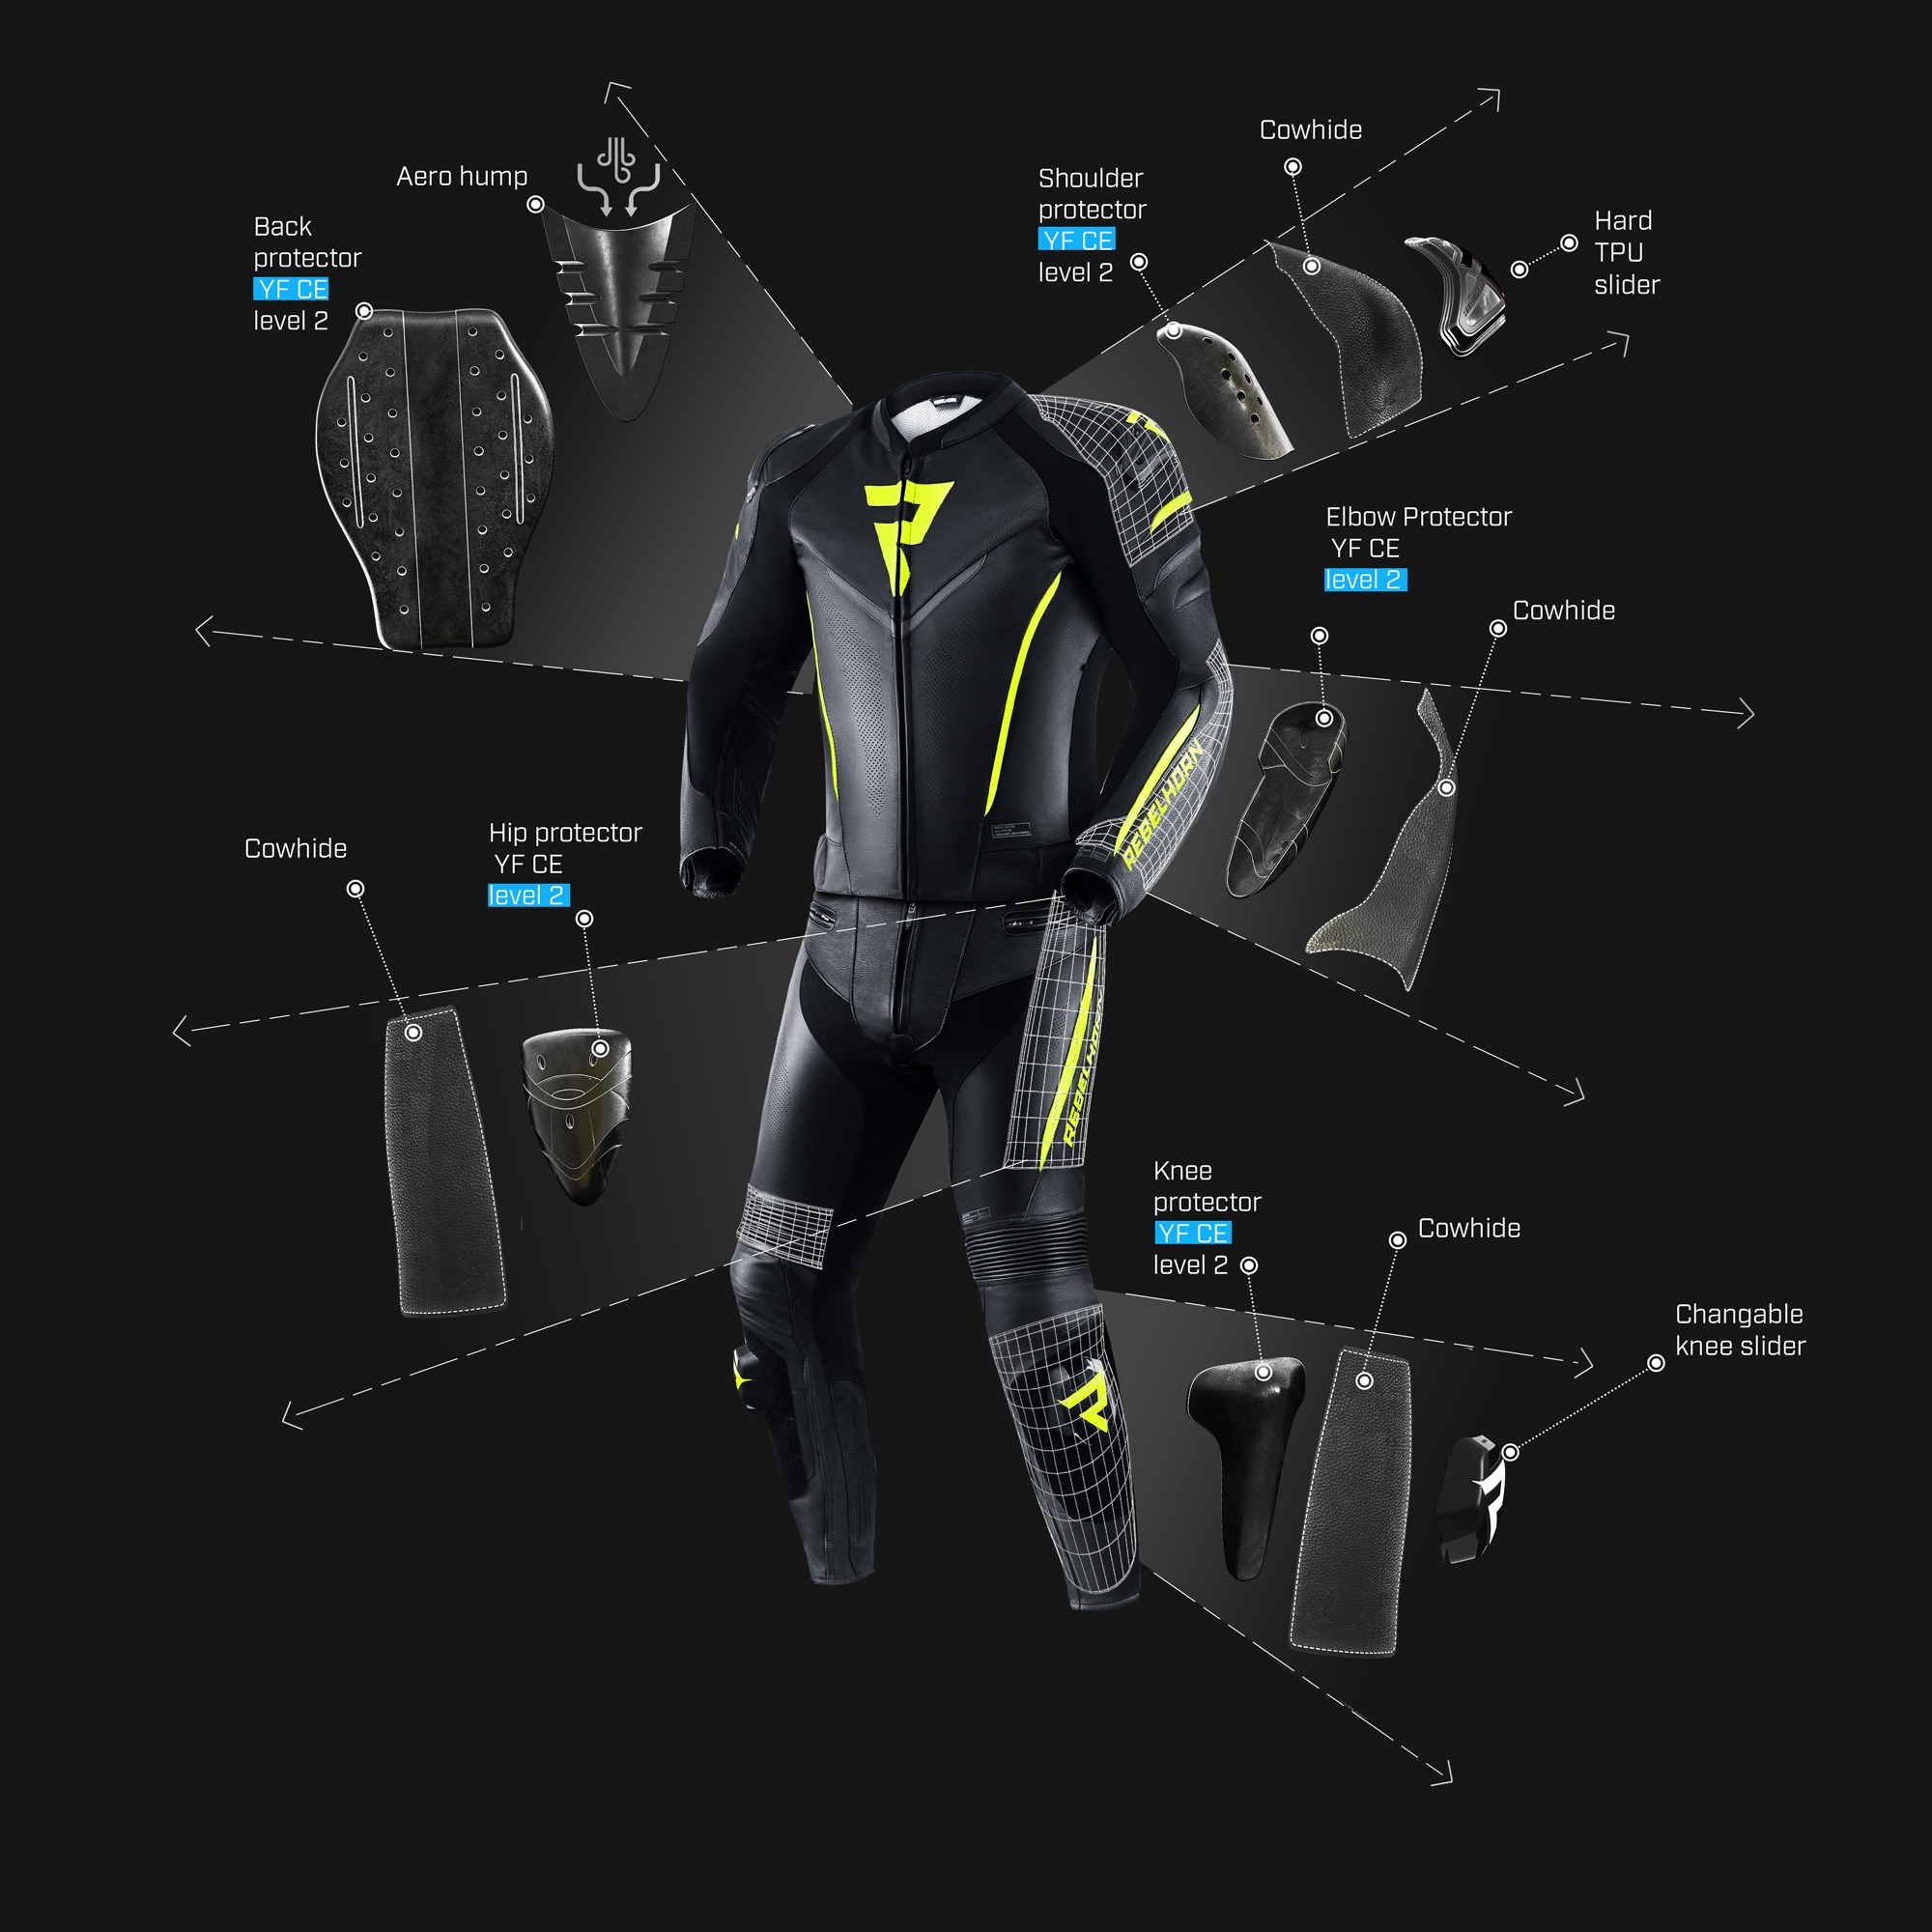 Aero hump
Back
protector
YF CE
level 2
Cowhide
Shoulder
protector
YF CE
level 2
Hard
TPU
slider
Elbow Protector
YF CE
level 2
Cowhide
REBELHORN
Cowhide
Hip protector
YF CE
level 2
REBELHORN
Knee
protector
YF CE
level 2
Cowhide
Changable
knee slider